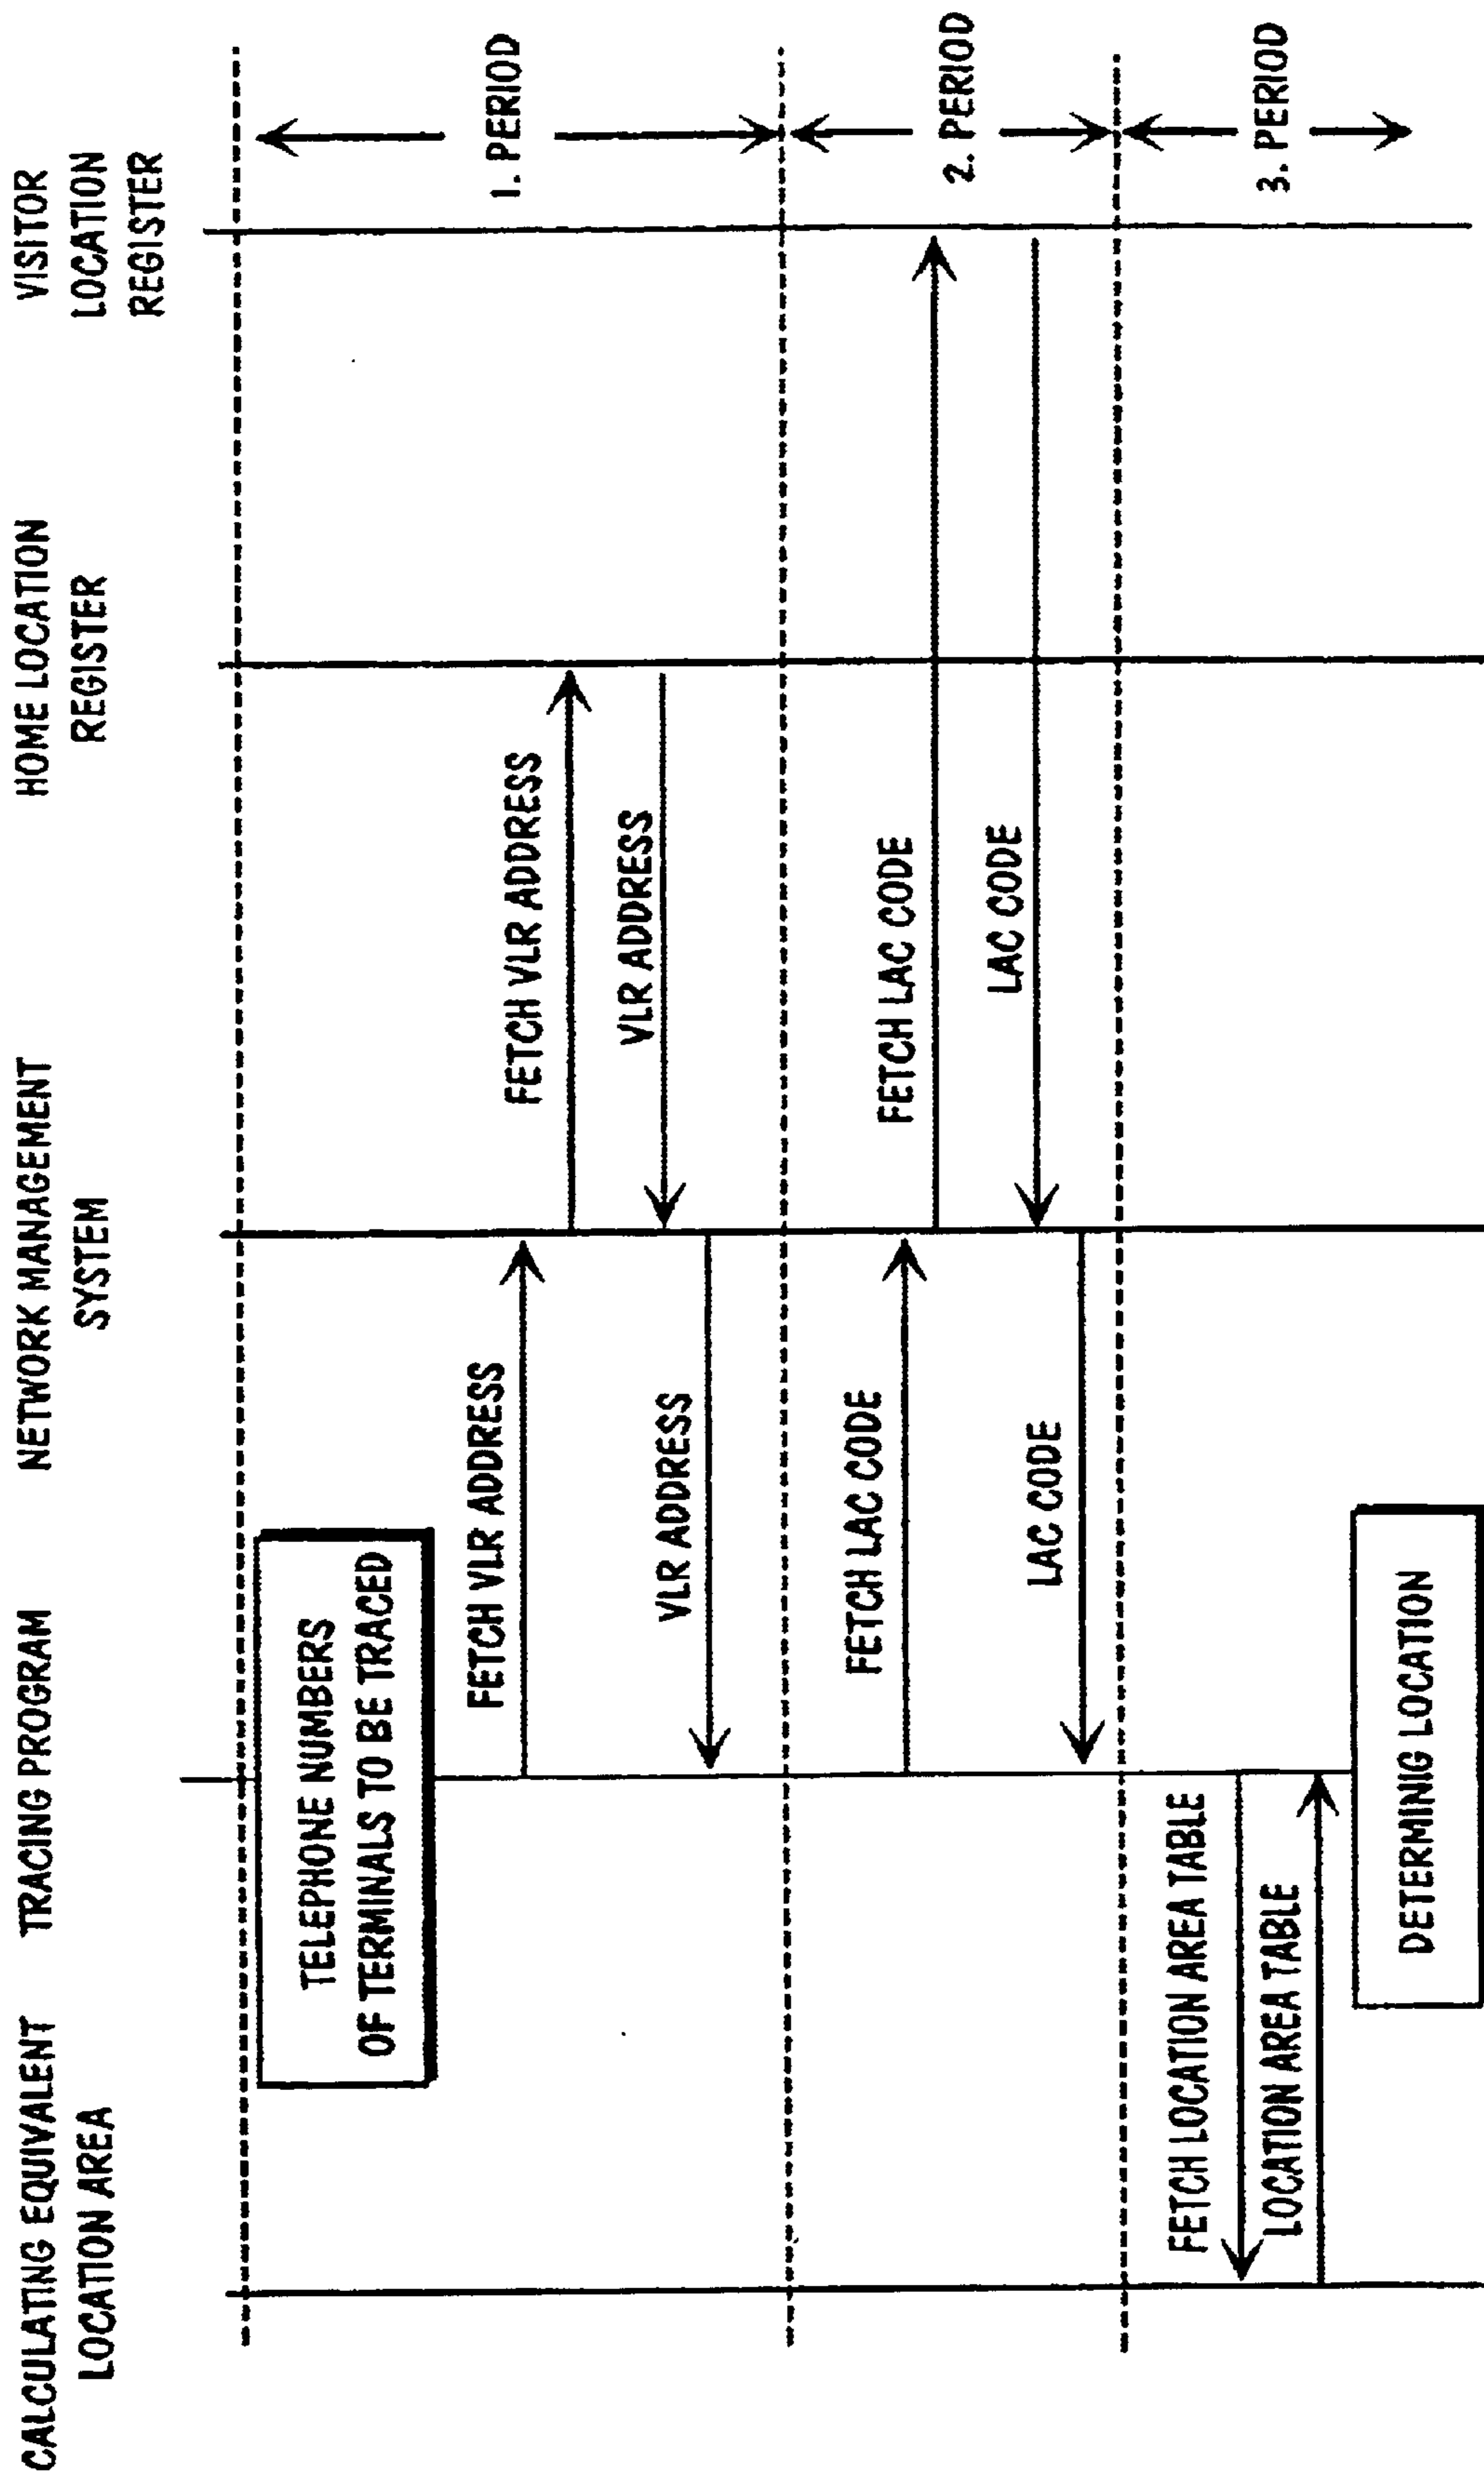 CALCULATING EQUIVALENT
LOCATION AREA
TRACING PROGRAM
NETWORK MANAGEMENT
SYSTEM
HOME LOCATION
REGISTER
VISITOR
LOCATION
REGISTER
TELEPHONE NUMBERS
OF TERMINALS TO BE TRACED
FETCH VLR ADDRESS
FETCH VLR ADDRESS
VLR ADDRESS
VLR ADDRESS
1. PERIOD
FETCH LAC CODE
FETCH LAC CODE
LAC CODE
LAC CODE
2. PERIOD
FETCH LOCATION AREA TABLE
LOCATION AREA TABLE
3. PERIOD
DETERMINIG LOCATION